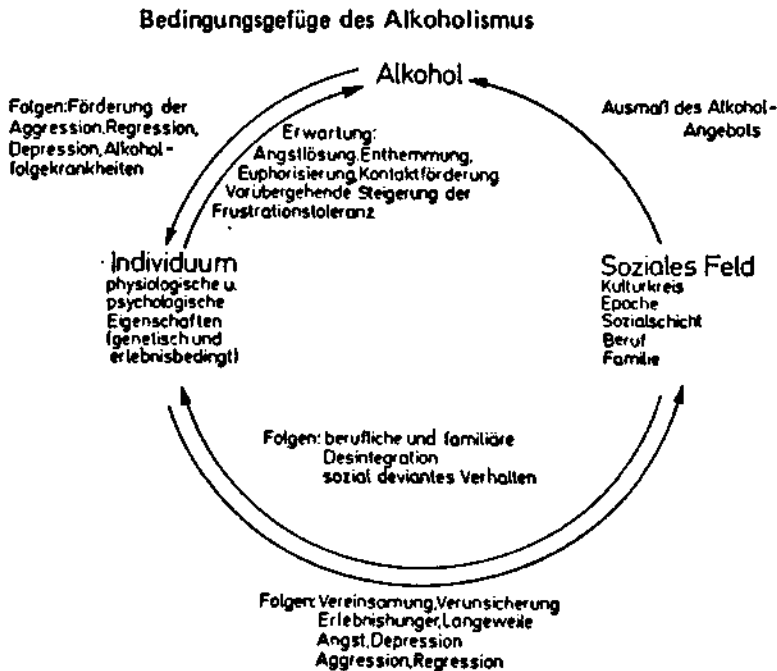 Bedingungsgefüge des Alkoholismus
Alkohol
Folgen:Förderung der
Aggression,Regression,
Depression,Alkohol-
folgekrankheiten
Erwartung:
Angstlösung,Enthemmung,
Euphorisierung,Kontaktförderung
Vorübergehende Steigerung der
Frustrationstoleranz
Ausmaß des Alkohol-
Angebots
Individuum
physiologische u.
psychologische
Eigenschaften
(genetisch und
erlebnisbedingt)
Soziales Feld
Kulturkreis
Epoche
Sozialschicht
Beruf
Familie
Folgen: berufliche und familiäre
Desintegration
sozial deviantes Verhalten
Folgen:Vereinsamung,Verunsicherung
Erlebnishunger,Langeweile
Angst,Depression
Aggression,Regression